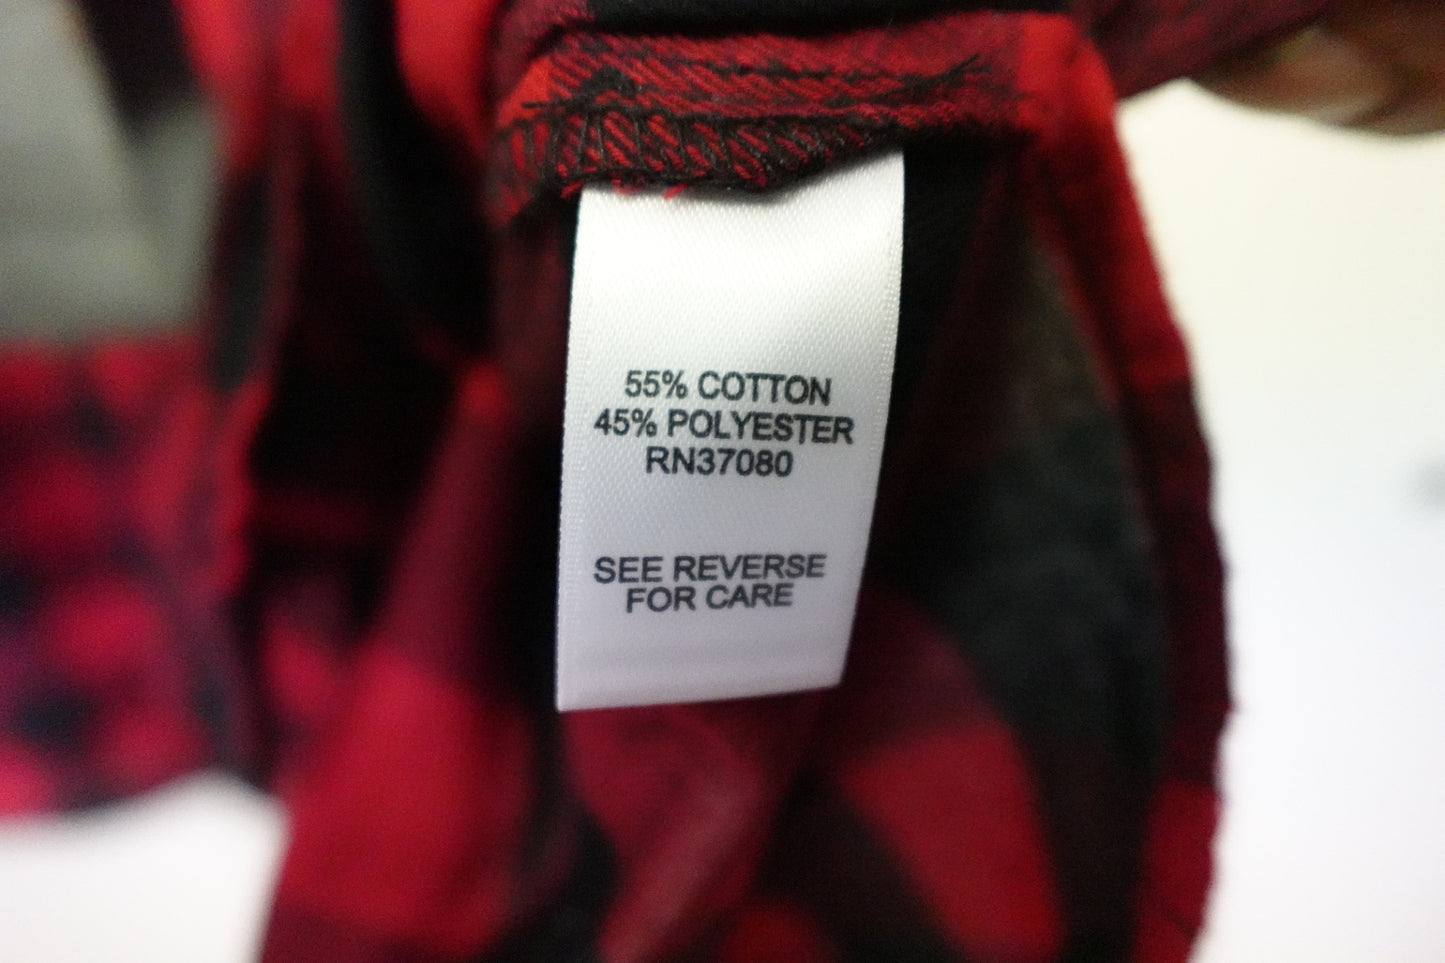 55% COTTON
45% POLYESTER
RN37080
SEE REVERSE
FOR CARE